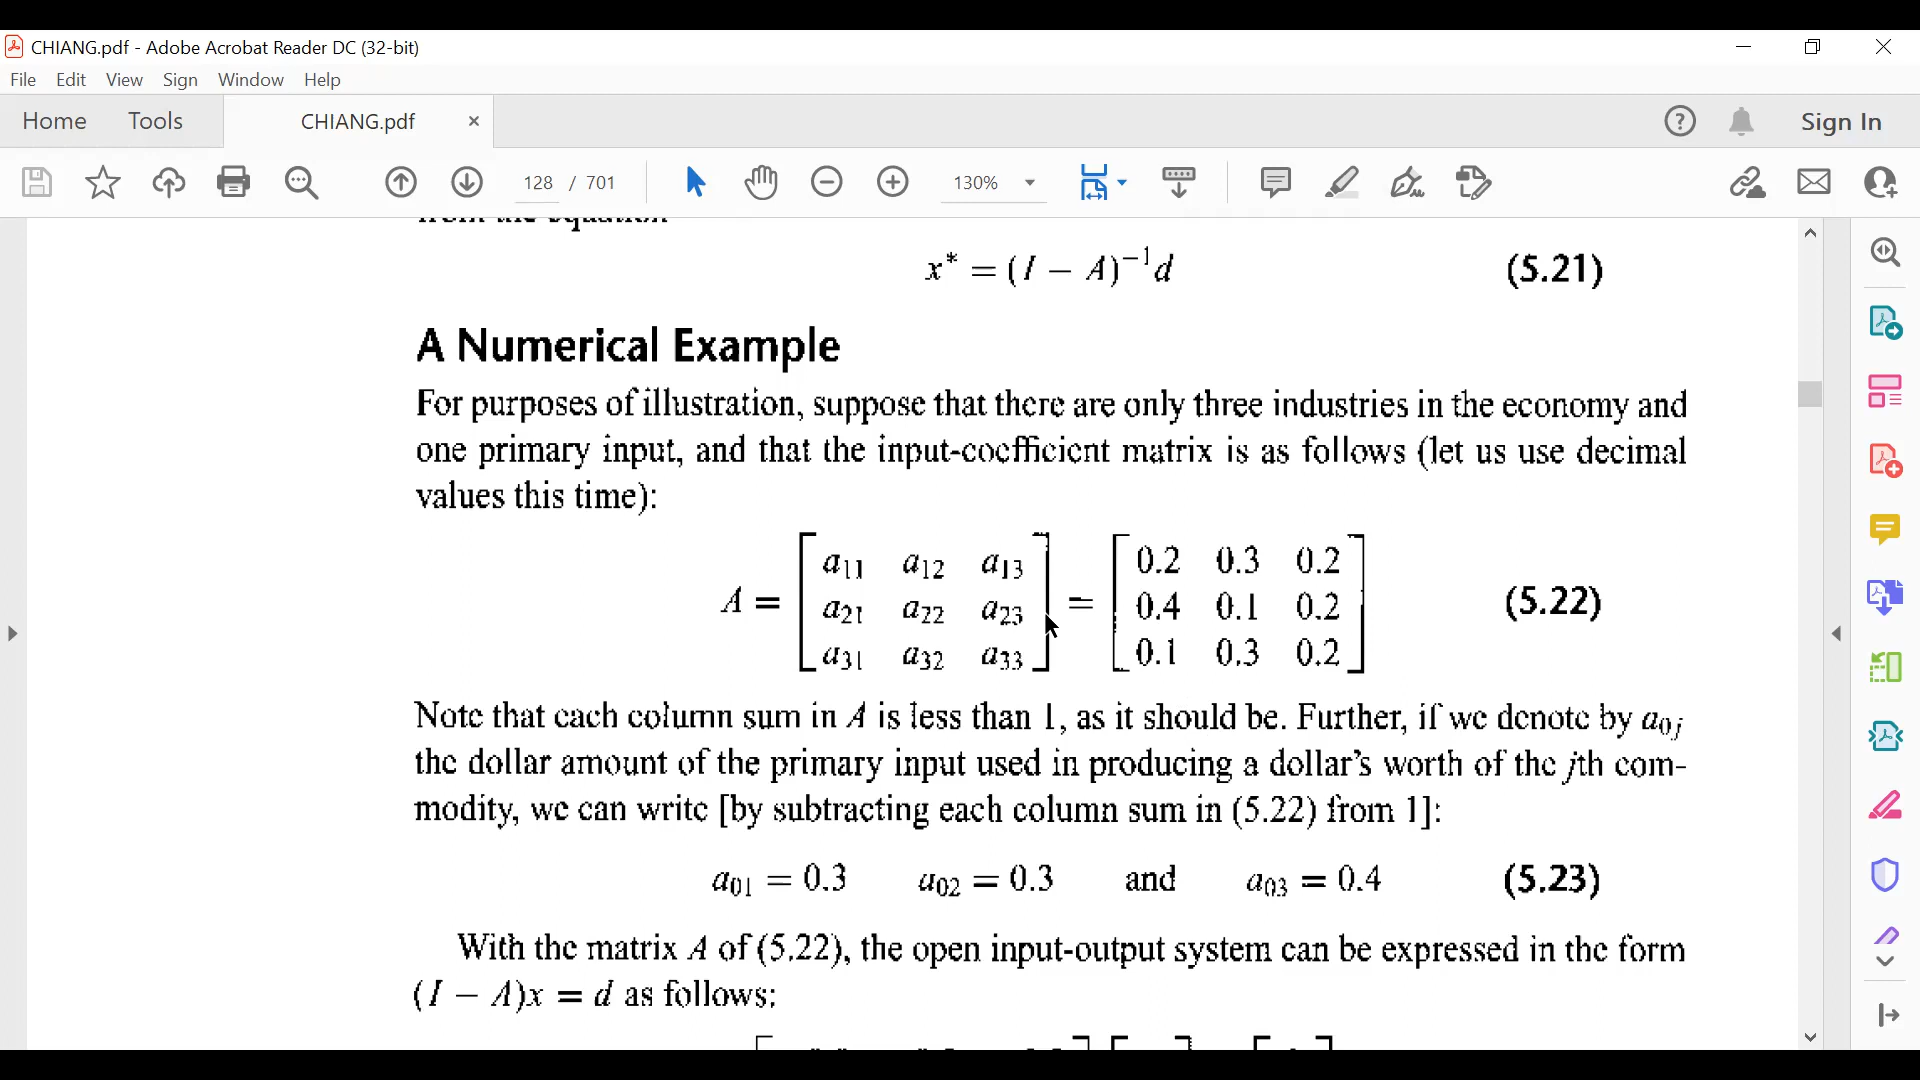 CHIANG.pdf - Adobe Acrobat Reader DC (32-bit)
File Edit View Sign Window Help
Home Tools CHIANG.pdf × Sign In
128 / 701 130%
from the equation
x* = (I − A)⁻¹d (5.21)
A Numerical Example
For purposes of illustration, suppose that there are only three industries in the economy and
one primary input, and that the input-coefficient matrix is as follows (let us use decimal
values this time):
a₁₁ a₁₂ a₁₃ 0.2 0.3 0.2
A = a₂₁ a₂₂ a₂₃ = 0.4 0.1 0.2 (5.22)
a₃₁ a₃₂ a₃₃ 0.1 0.3 0.2
Note that each column sum in A is less than 1, as it should be. Further, if we denote by a₀ⱼ
the dollar amount of the primary input used in producing a dollar's worth of the jth com-
modity, we can write [by subtracting each column sum in (5.22) from 1]:
a₀₁ = 0.3 a₀₂ = 0.3 and a₀₃ = 0.4 (5.23)
With the matrix A of (5.22), the open input-output system can be expressed in the form
(I − A)x = d as follows: